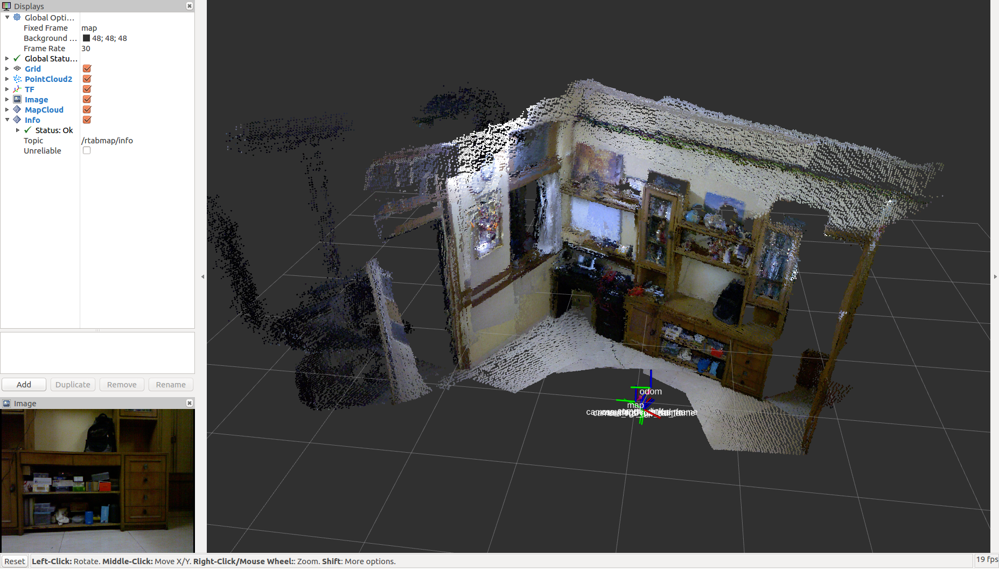 Displays
Global Opti...
Fixed Frame map
Background ... 48; 48; 48
Frame Rate 30
Global Statu...
Grid
PointCloud2
TF
Image
MapCloud
Info
Status: Ok
Topic /rtabmap/info
Unreliable
Add Duplicate Remove Rename
Image
odom
map
Reset Left-Click: Rotate. Middle-Click: Move X/Y. Right-Click/Mouse Wheel:: Zoom. Shift: More options. 19 fps